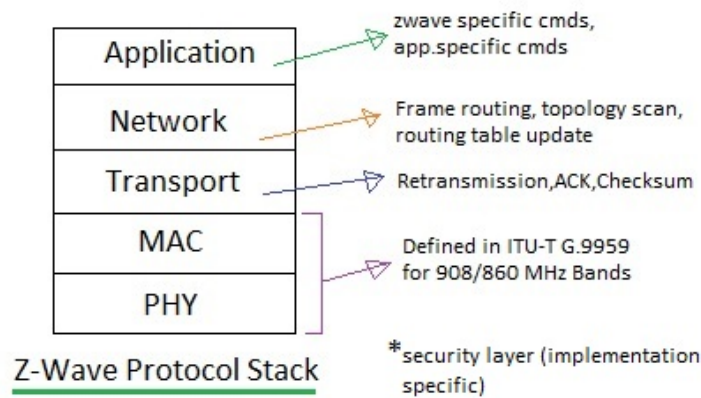 Application
zwave specific cmds,
app.specific cmds
Network
Frame routing, topology scan,
routing table update
Transport
Retransmission,ACK,Checksum
MAC
PHY
Defined in ITU-T G.9959
for 908/860 MHz Bands
Z-Wave Protocol Stack
*security layer (implementation
specific)